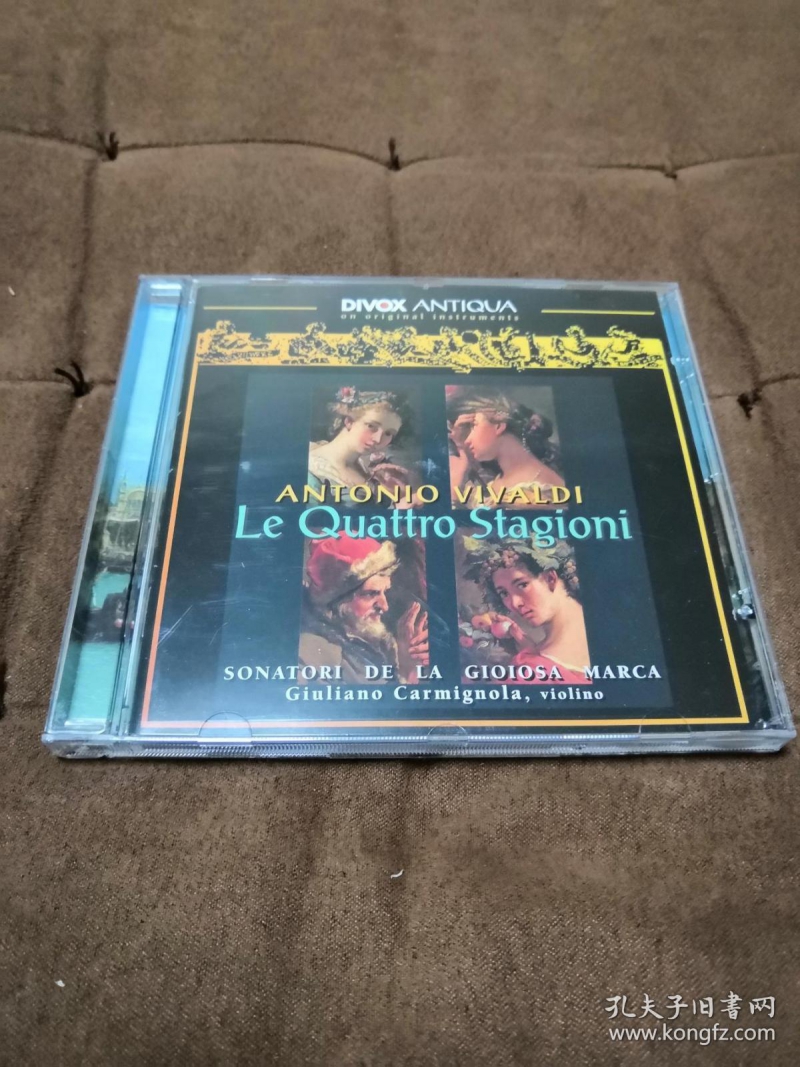 DIVOX ANTIQUA
on original instruments
ANTONIO VIVALDI
Le Quattro Stagioni
SONATORI DE LA GIOIOSA MARCA
Giuliano Carmignola, violino
孔夫子旧书网
www.kongfz.com